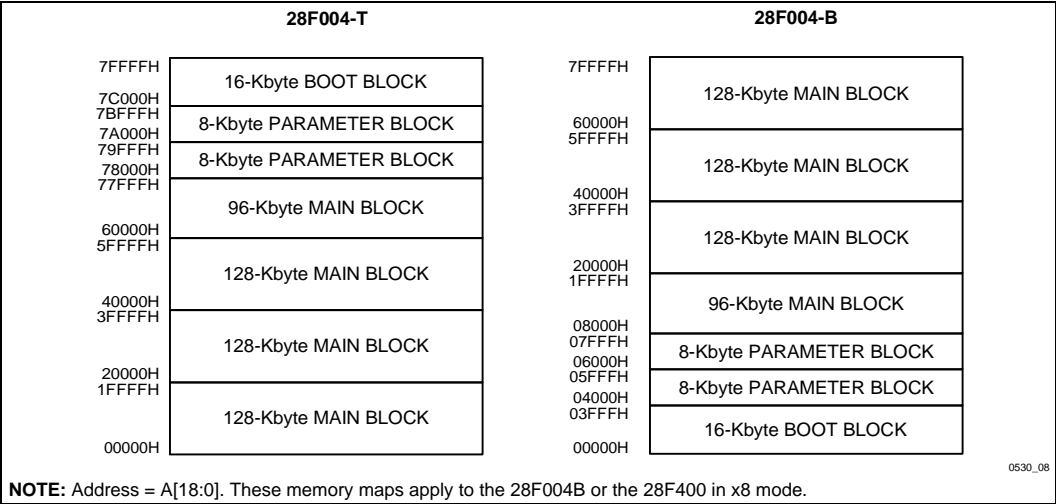 28F004-T
7FFFFH
16-Kbyte BOOT BLOCK
7C000H
7BFFFH
8-Kbyte PARAMETER BLOCK
7A000H
79FFFH
8-Kbyte PARAMETER BLOCK
78000H
77FFFH
96-Kbyte MAIN BLOCK
60000H
5FFFFH
128-Kbyte MAIN BLOCK
40000H
3FFFFH
128-Kbyte MAIN BLOCK
20000H
1FFFFH
128-Kbyte MAIN BLOCK
00000H
28F004-B
7FFFFH
128-Kbyte MAIN BLOCK
60000H
5FFFFH
128-Kbyte MAIN BLOCK
40000H
3FFFFH
128-Kbyte MAIN BLOCK
20000H
1FFFFH
96-Kbyte MAIN BLOCK
08000H
07FFFH
8-Kbyte PARAMETER BLOCK
06000H
05FFFH
8-Kbyte PARAMETER BLOCK
04000H
03FFFH
16-Kbyte BOOT BLOCK
00000H
0530_08
NOTE: Address = A[18:0]. These memory maps apply to the 28F004B or the 28F400 in x8 mode.